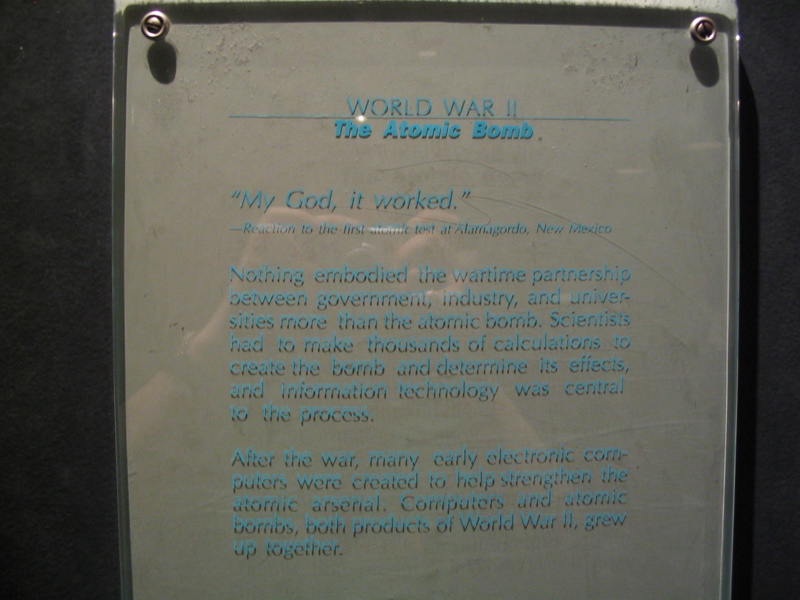 WORLD WAR II
The Atomic Bomb
“My God, it worked.”
—Reaction to the first atomic test at Alamagordo, New Mexico
Nothing embodied the wartime partnership
between government, industry, and univer-
sities more than the atomic bomb. Scientists
had to make thousands of calculations to
create the bomb and determine its effects,
and information technology was central
to the process.
After the war, many early electronic com-
puters were created to help strengthen the
atomic arsenal. Computers and atomic
bombs, both products of World War II, grew
up together.